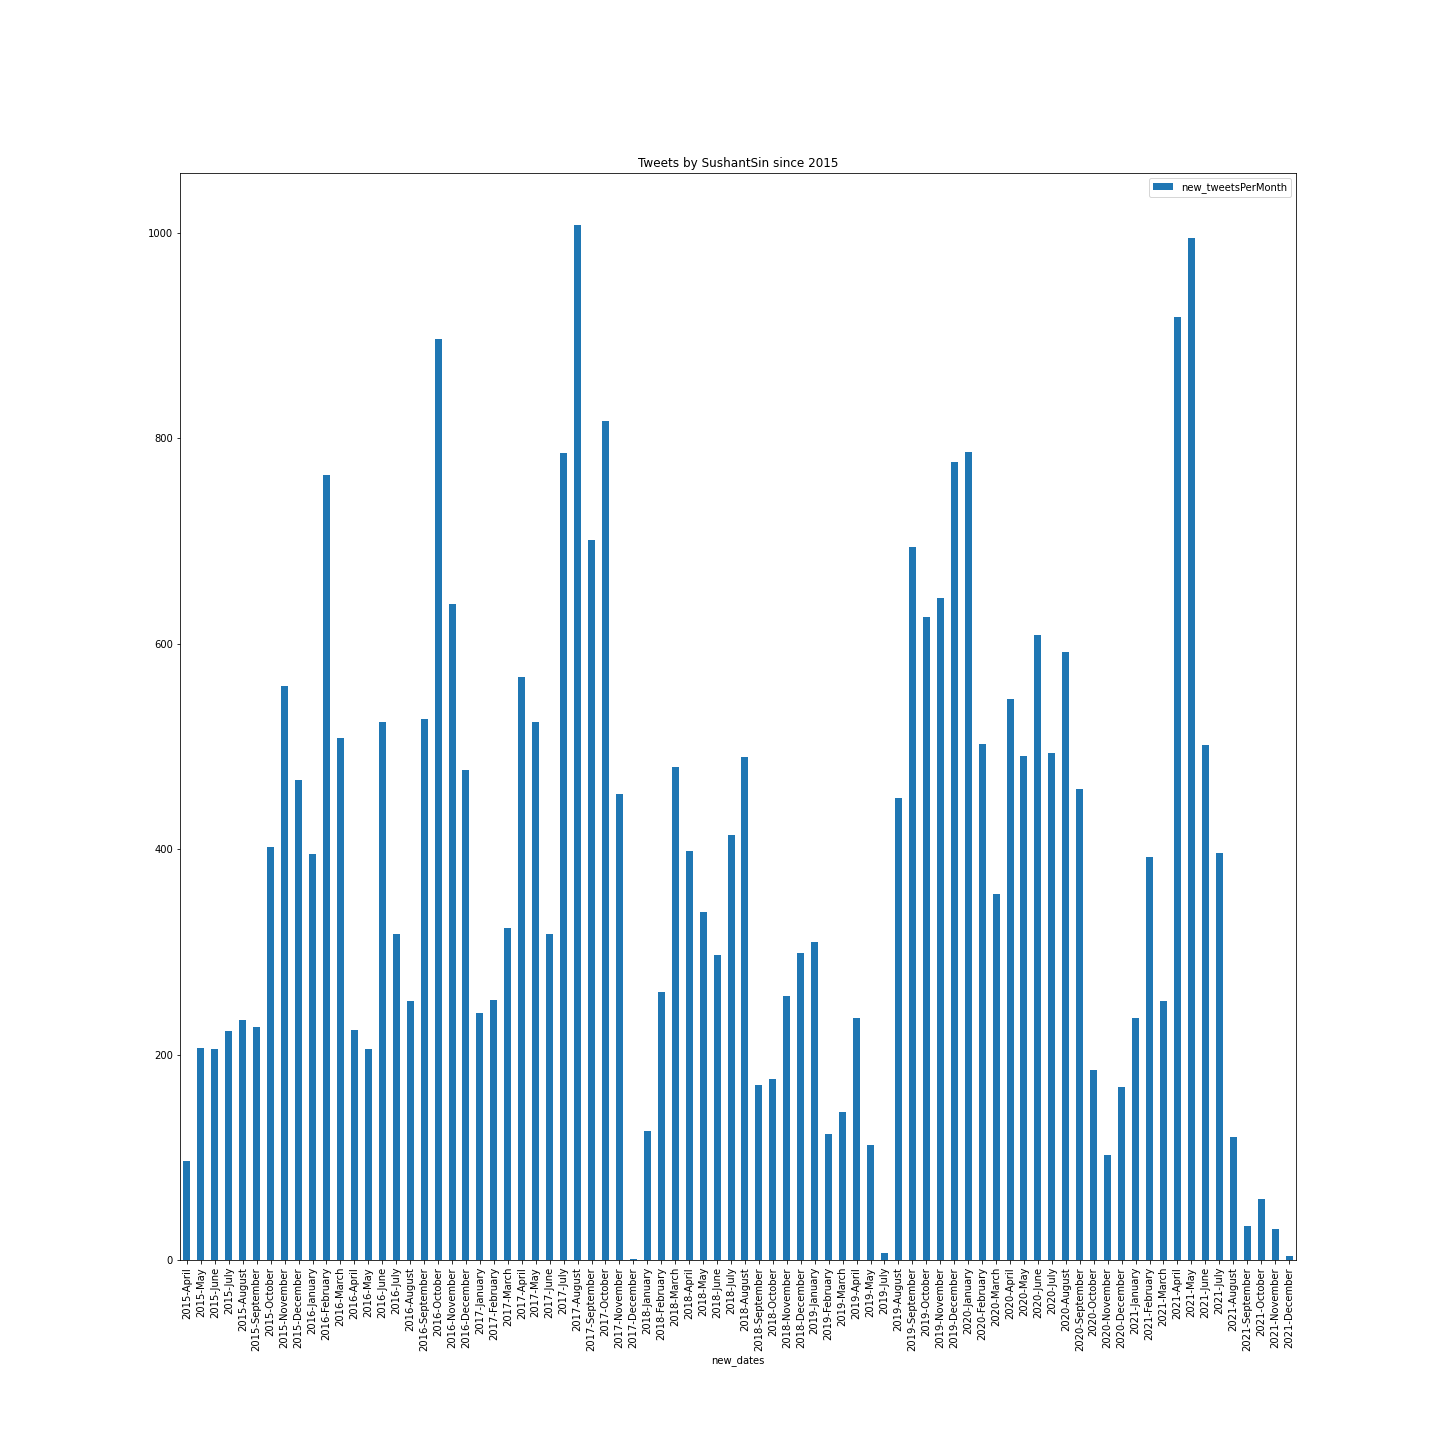 Tweets by SushantSin since 2015
new_tweetsPerMonth
1000
800
600
400
200
0
2015-April
2015-May
2015-June
2015-July
2015-August
2015-September
2015-October
2015-November
2015-December
2016-January
2016-February
2016-March
2016-April
2016-May
2016-June
2016-July
2016-August
2016-September
2016-October
2016-November
2016-December
2017-January
2017-February
2017-March
2017-April
2017-May
2017-June
2017-July
2017-August
2017-September
2017-October
2017-November
2017-December
2018-January
2018-February
2018-March
2018-April
2018-May
2018-June
2018-July
2018-August
2018-September
2018-October
2018-November
2018-December
2019-January
2019-February
2019-March
2019-April
2019-May
2019-July
2019-August
2019-September
2019-October
2019-November
2019-December
2020-January
2020-February
2020-March
2020-April
2020-May
2020-June
2020-July
2020-August
2020-September
2020-October
2020-November
2020-December
2021-January
2021-February
2021-March
2021-April
2021-May
2021-June
2021-July
2021-August
2021-September
2021-October
2021-November
2021-December
new_dates